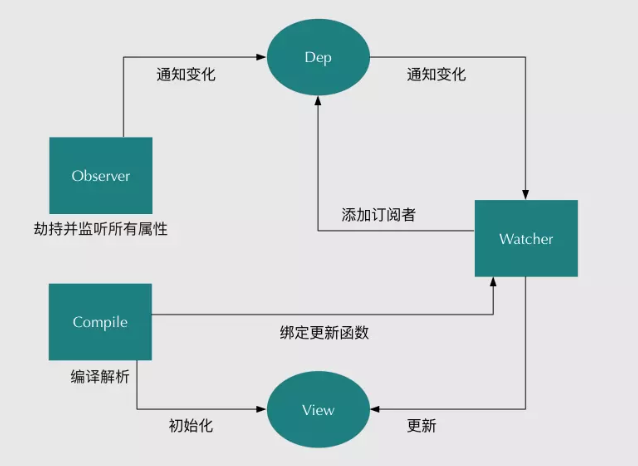 Dep
通知变化
通知变化
Observer
劫持并监听所有属性
添加订阅者
Watcher
Compile
绑定更新函数
编译解析
View
初始化
更新